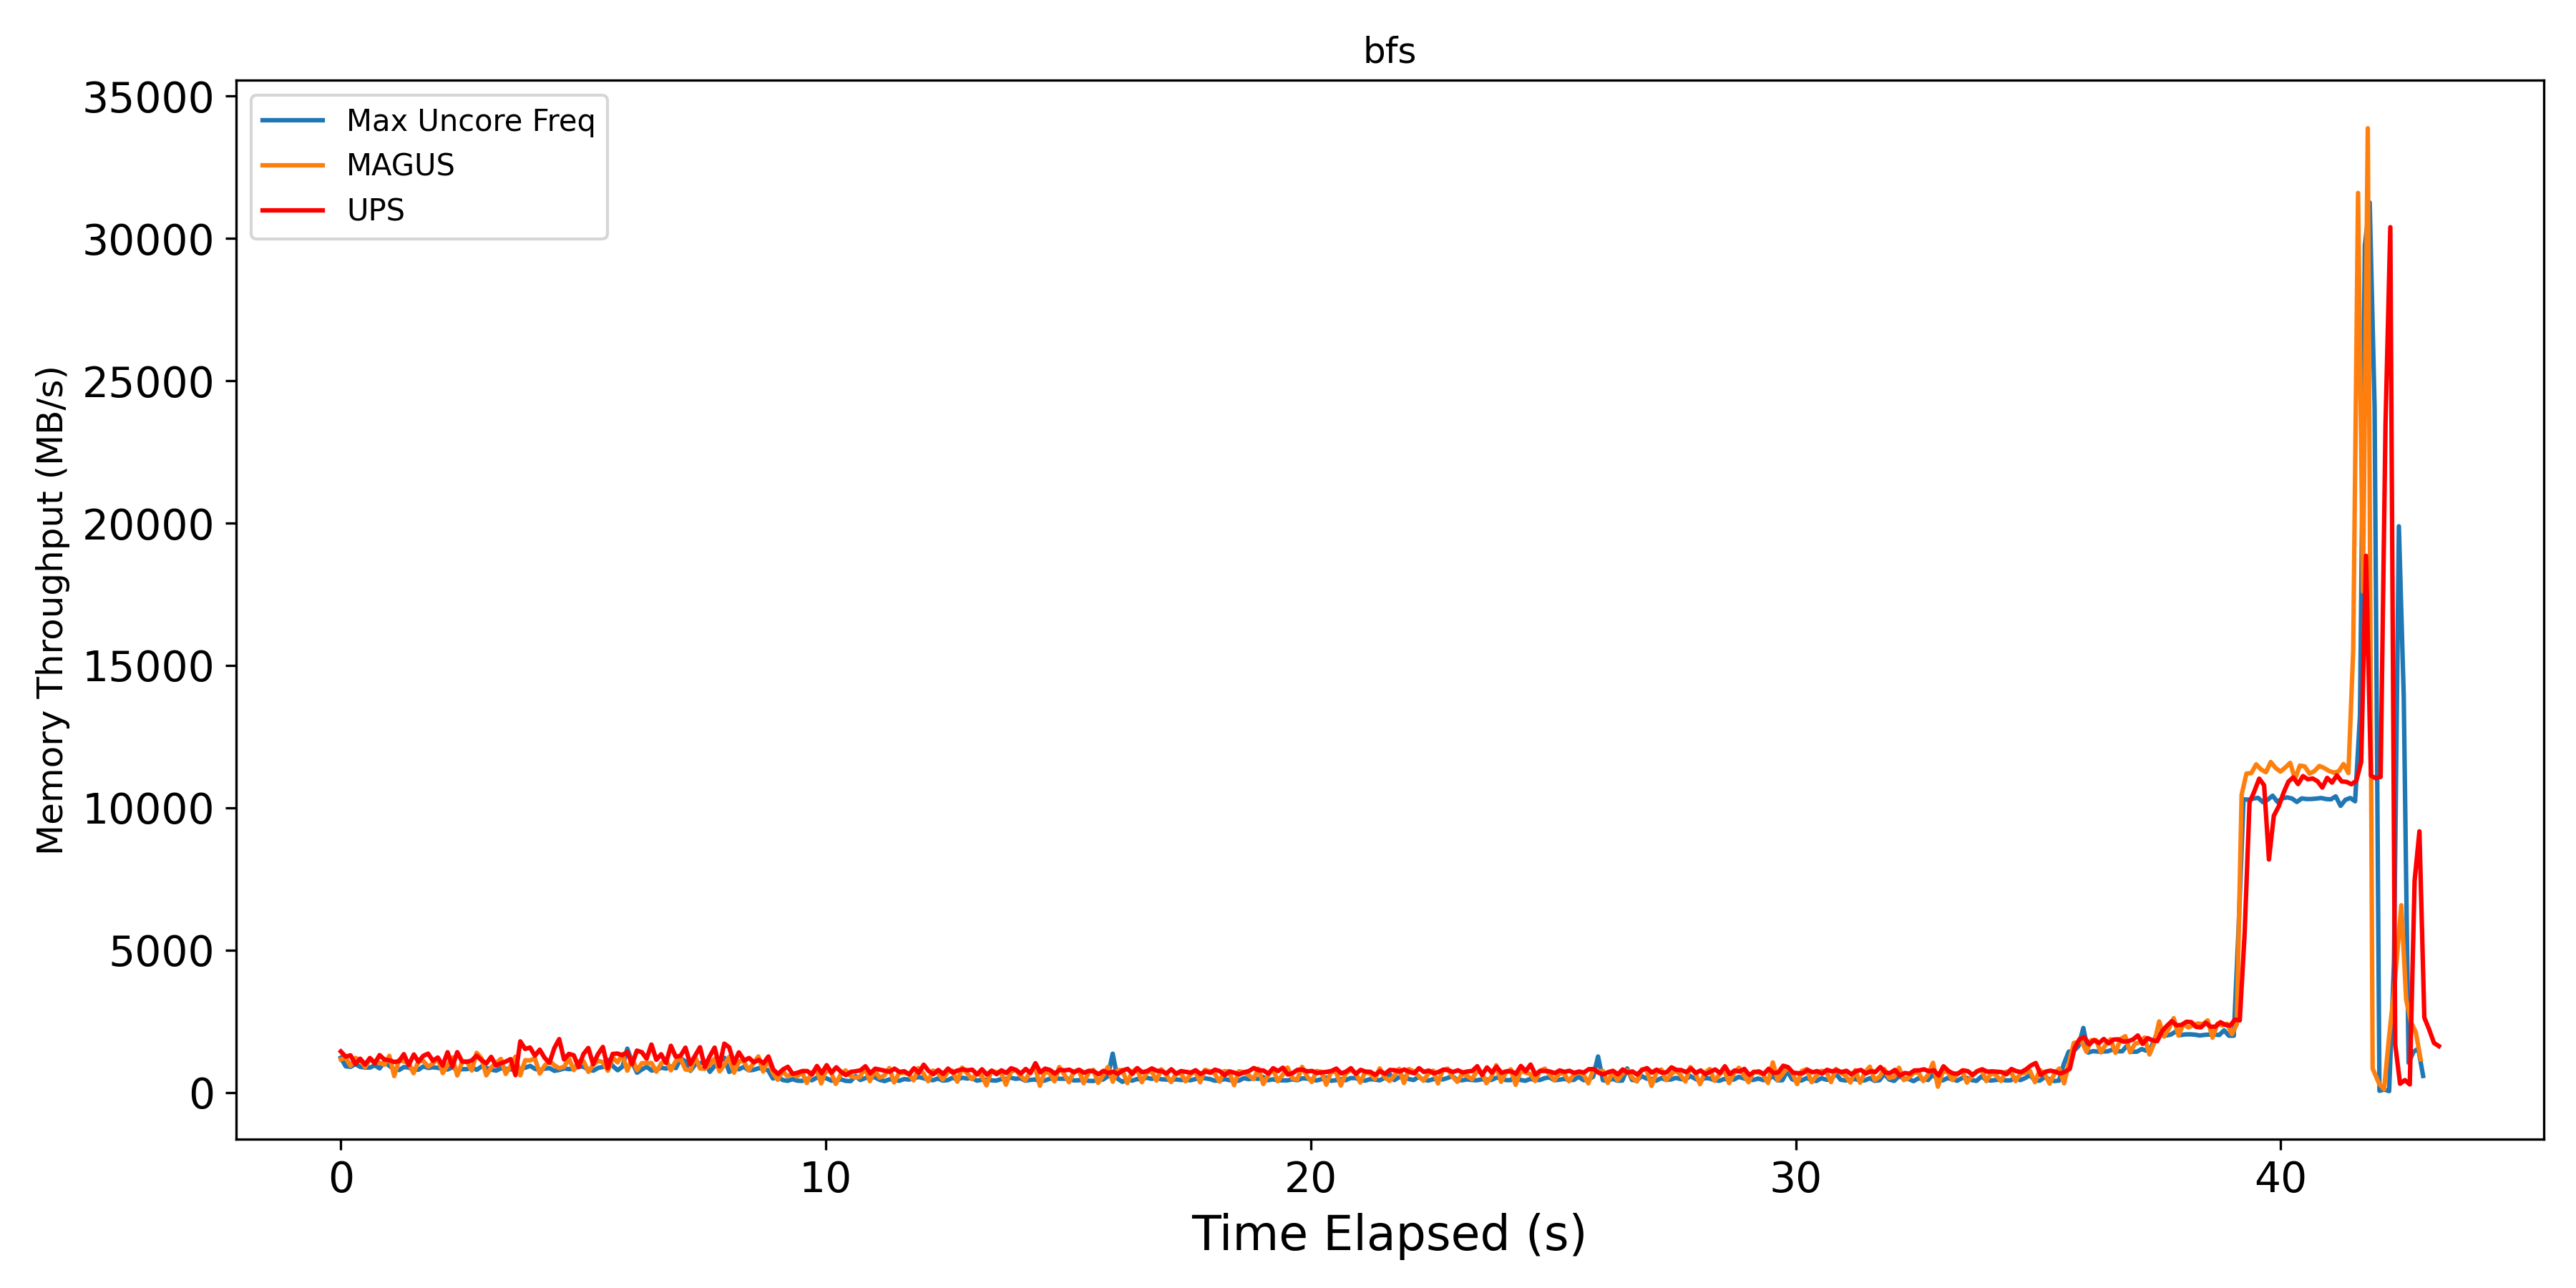 bfs
35000
30000
25000
20000
15000
10000
5000
0
Memory Throughput (MB/s)
Max Uncore Freq
MAGUS
UPS
0 10 20 30 40
Time Elapsed (s)